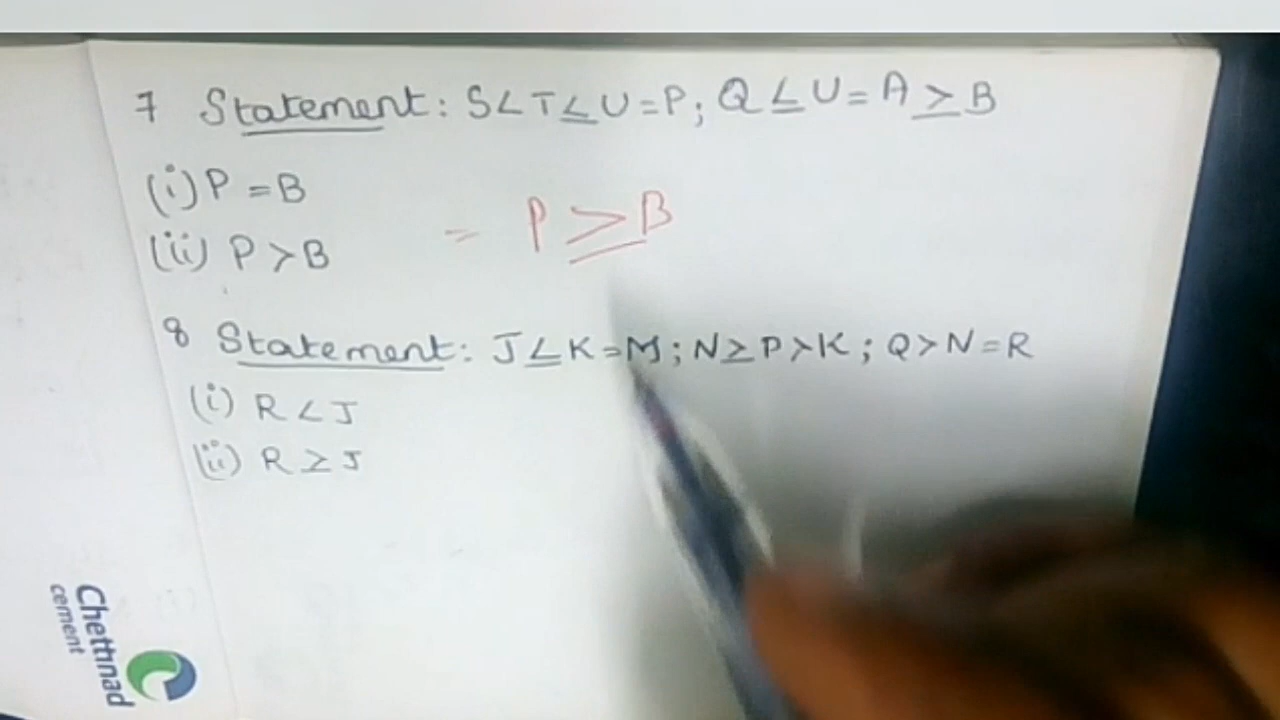 7 Statement: S<T≤U=P; Q≤U=A≥B
(i) P=B
(ii) P>B
= P≥B
8 Statement: J≤K=M; N≥P>K; Q>N=R
(i) R<J
(ii) R≥J
Chettinad
cement